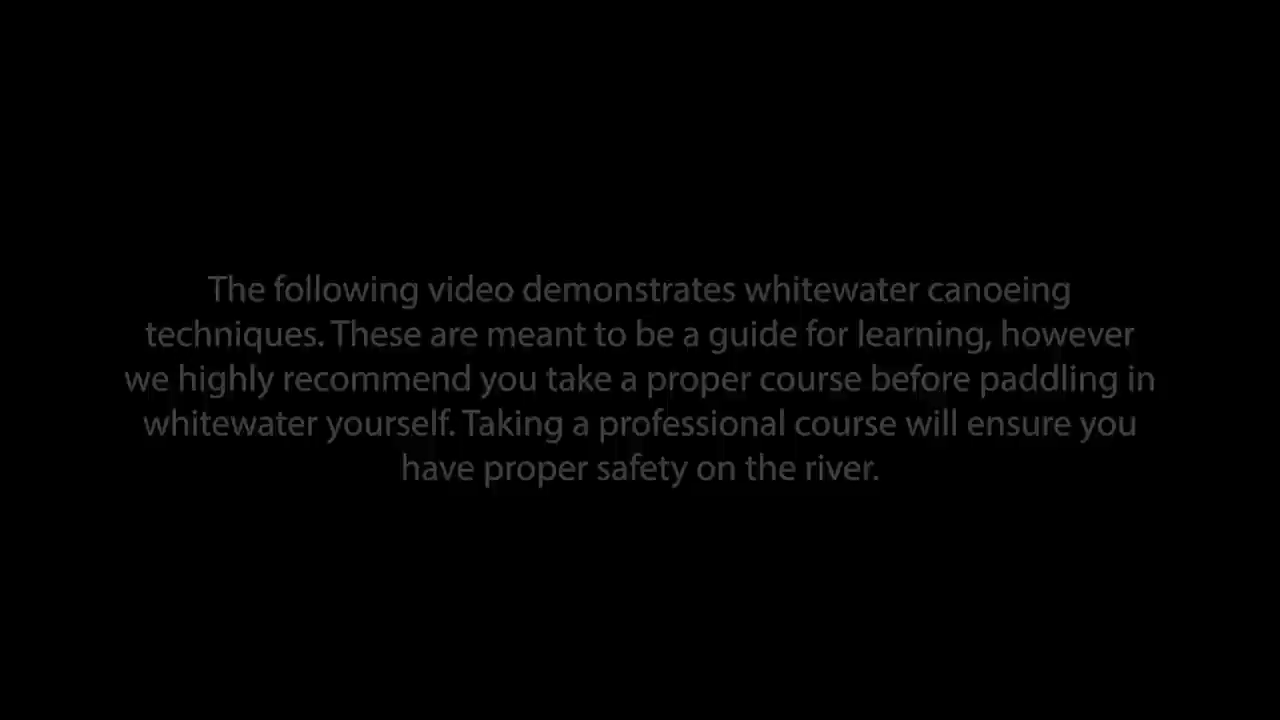 The following video demonstrates whitewater canoeing
techniques. These are meant to be a guide for learning, however
we highly recommend you take a proper course before paddling in
whitewater yourself. Taking a professional course will ensure you
have proper safety on the river.